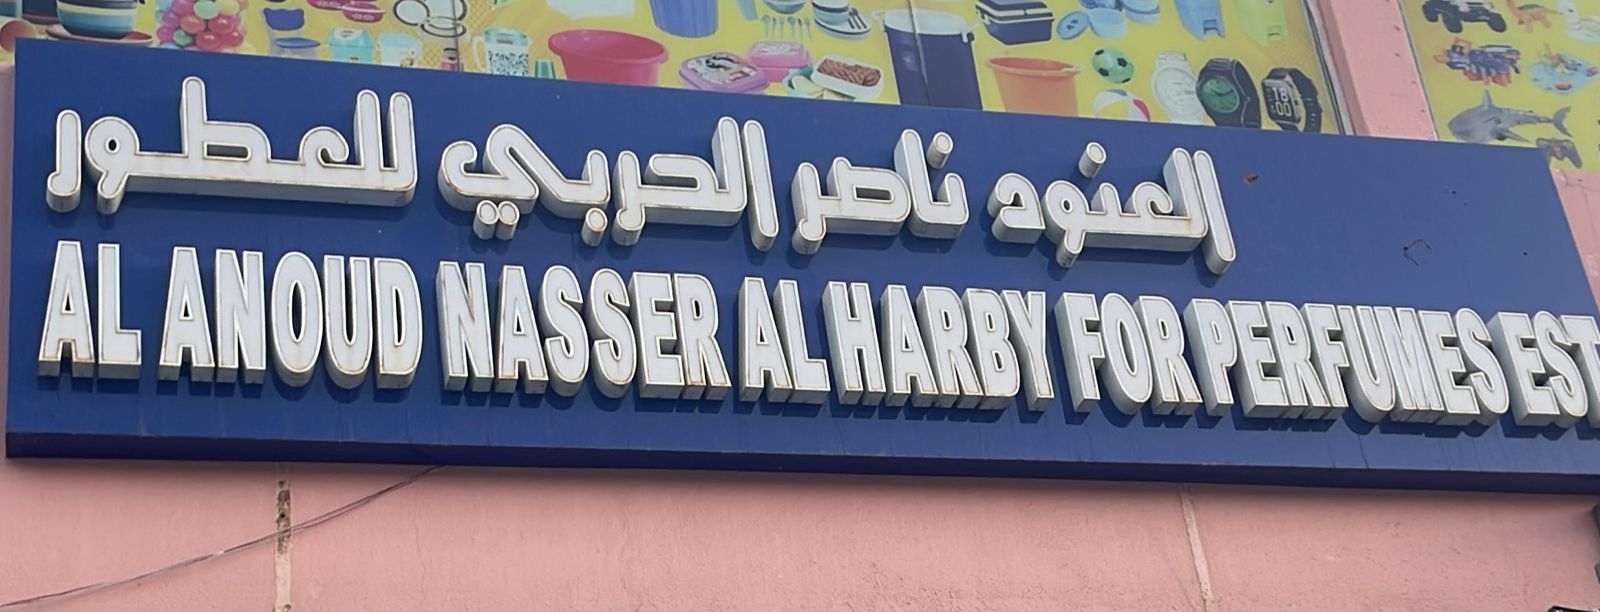 العنود ناصر الحربي للعطور
AL ANOUD NASSER AL HARBY FOR PERFUMES EST